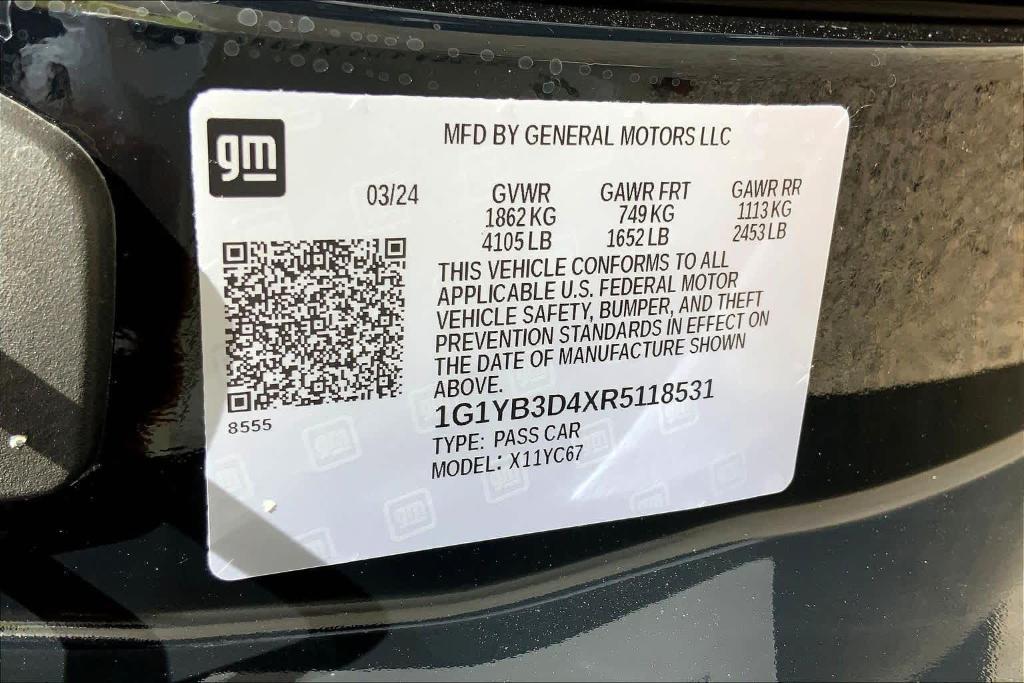 gm
MFD BY GENERAL MOTORS LLC
03/24 GVWR GAWR FRT GAWR RR
1862 KG 749 KG 1113 KG
4105 LB 1652 LB 2453 LB
THIS VEHICLE CONFORMS TO ALL
APPLICABLE U.S. FEDERAL MOTOR
VEHICLE SAFETY, BUMPER, AND THEFT
PREVENTION STANDARDS IN EFFECT ON
THE DATE OF MANUFACTURE SHOWN
ABOVE.
1G1YB3D4XR5118531
8555
TYPE: PASS CAR
MODEL: X11YC67